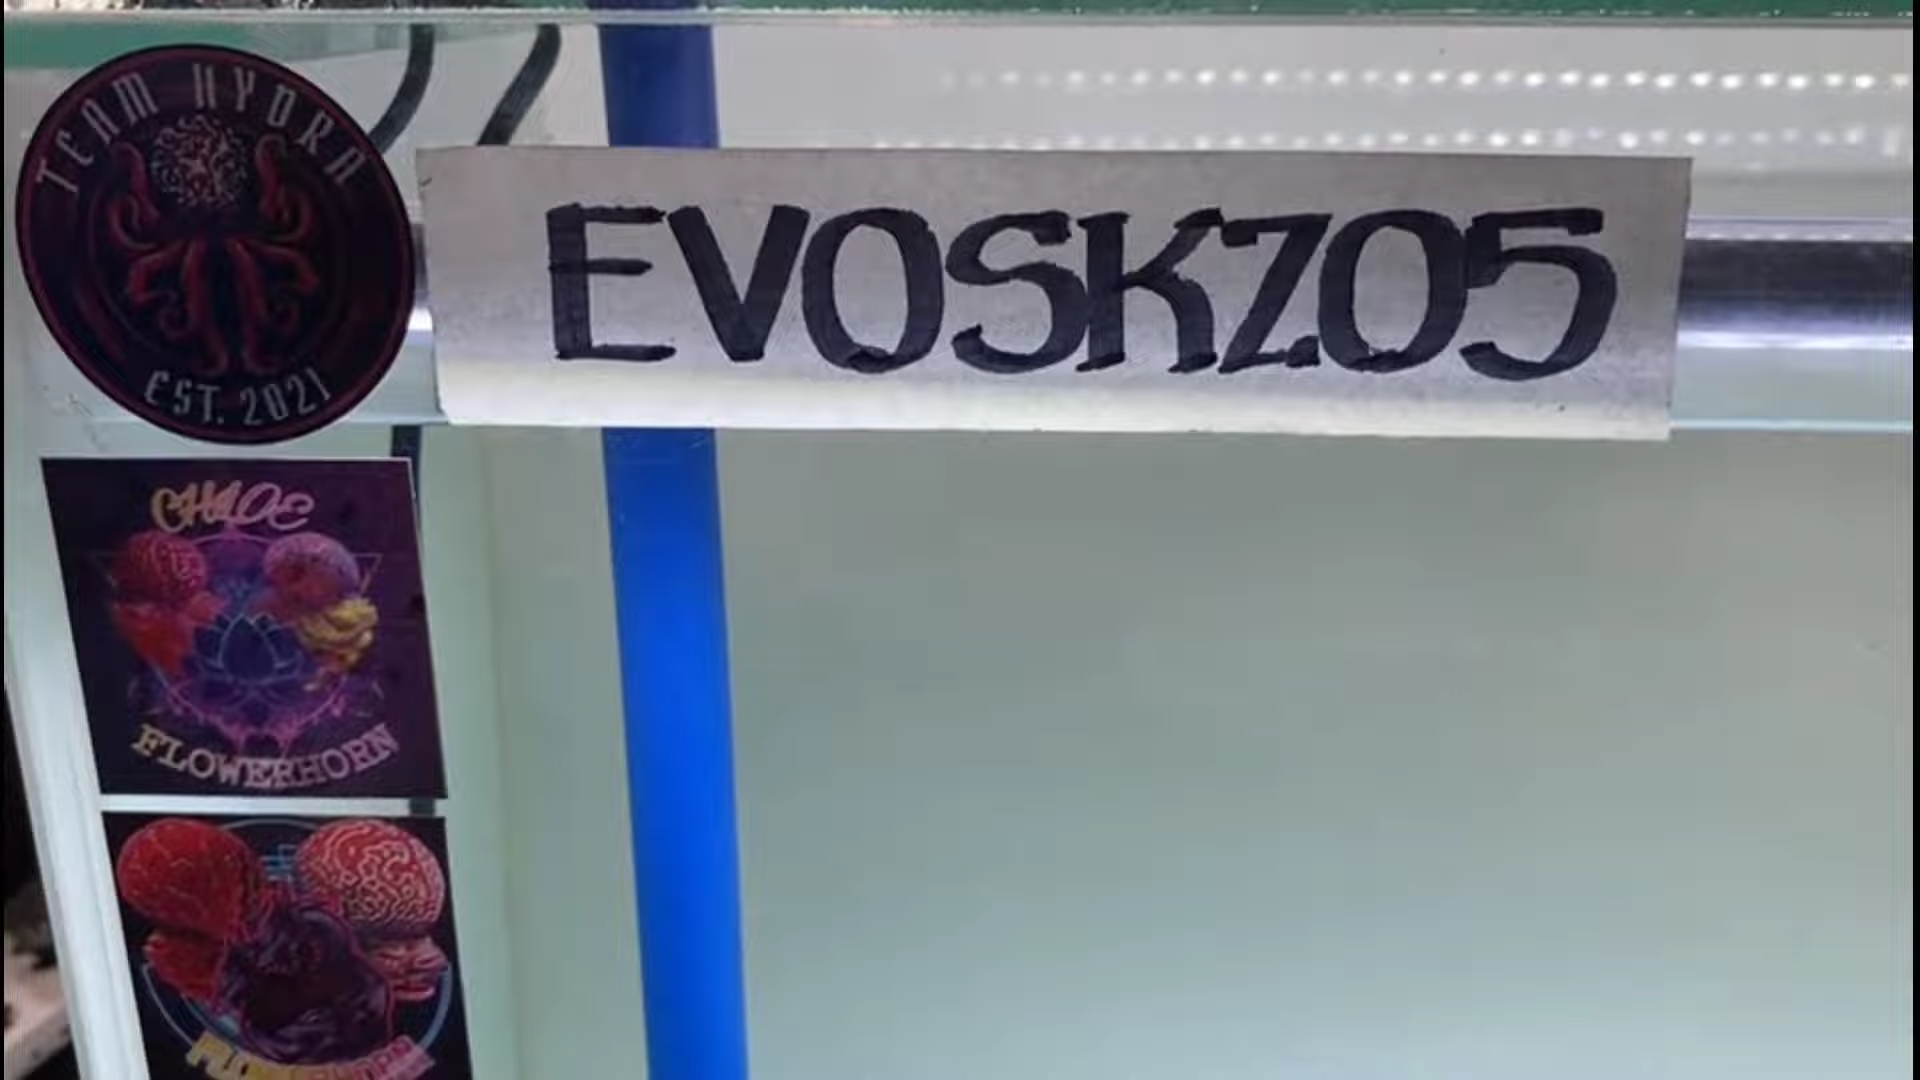 TEAM HYDRA
EST. 2021
EVOSKZ05
CHLOE
FLOWERHORN